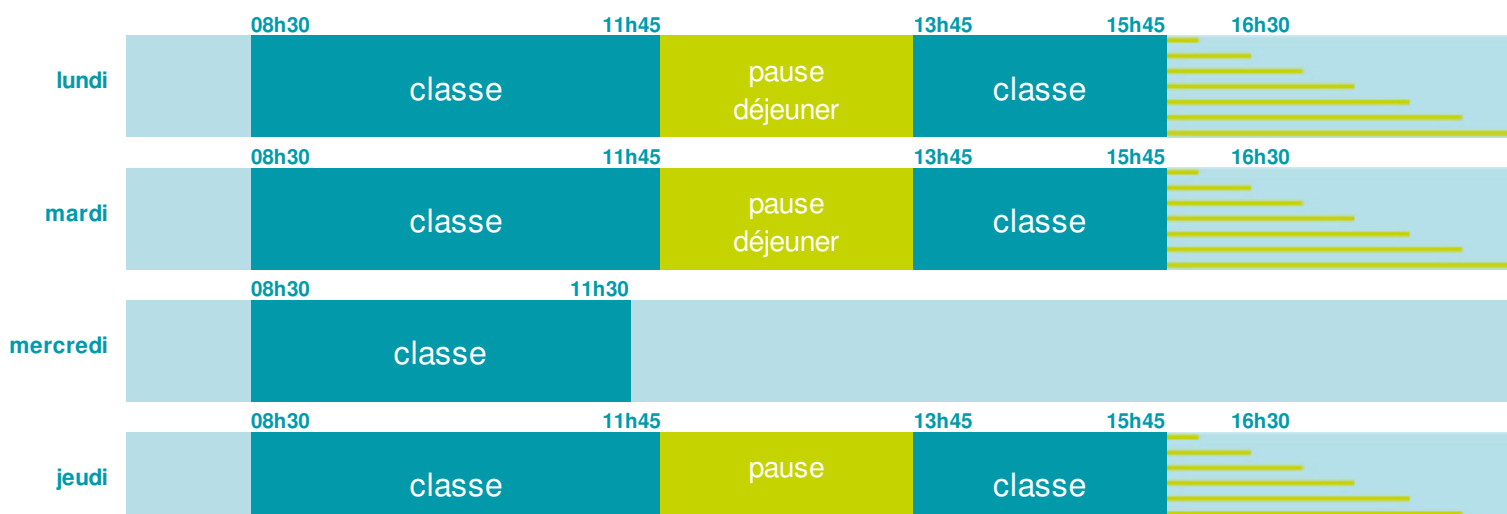 08h30 11h45 13h45 15h45 16h30
lundi classe pause déjeuner classe
08h30 11h45 13h45 15h45 16h30
mardi classe pause déjeuner classe
08h30 11h30
mercredi classe
08h30 11h45 13h45 15h45 16h30
jeudi classe pause classe